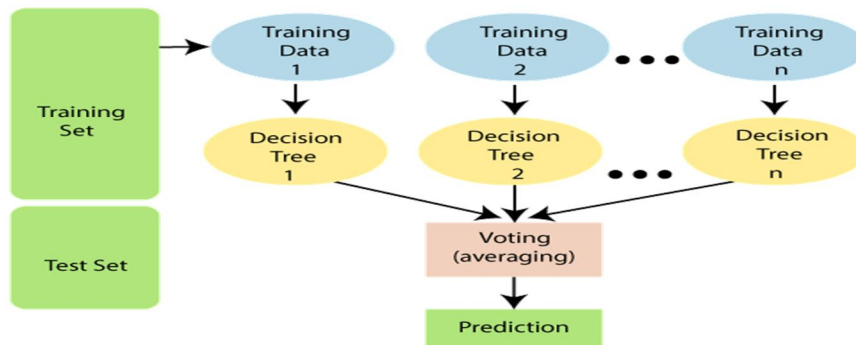 Training
Set
Test Set
Training
Data
1
Training
Data
2
Training
Data
n
Decision
Tree
1
Decision
Tree
2
Decision
Tree
n
Voting
(averaging)
Prediction